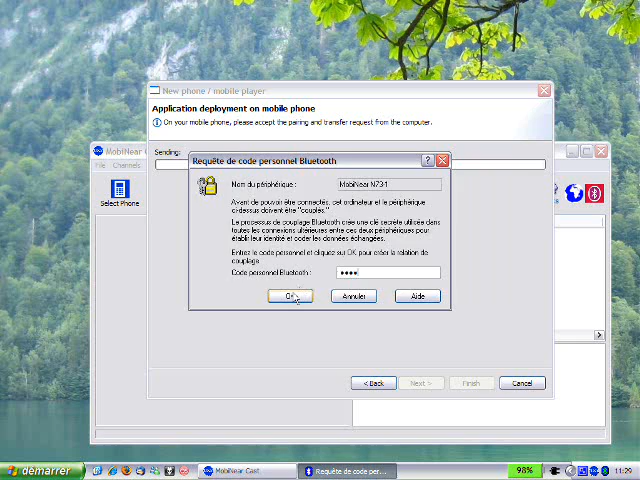 New phone / mobile player
Application deployment on mobile phone
On your mobile phone, please accept the pairing and transfer request from the computer.
MobiNear
File Channels
Sending:
Select Phone
Requête de code personnel Bluetooth
Nom du périphérique : MobiNear N73-1
Avant de pouvoir être connectés, cet ordinateur et le périphérique
ci-dessus doivent être "couplés".
Le processus de couplage Bluetooth crée une clé secrète utilisée dans
toutes les connexions ultérieures entre ces deux périphériques pour
établir leur identité et coder les données échangées.
Entrez le code personnel et cliquez sur OK pour créer la relation de
couplage
Code personnel Bluetooth : ••••
OK Annuler Aide
< Back Next > Finish Cancel
démarrer MobiNear Cast Requête de code per... 98% 11:29